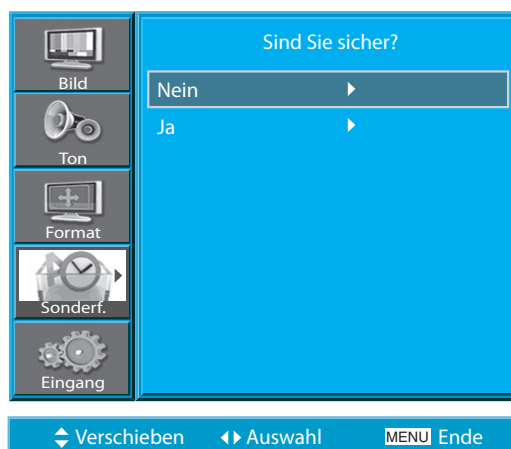 Sind Sie sicher?
Bild
Nein
Ja
Ton
Format
Sonderf.
Eingang
Verschieben Auswahl MENU Ende